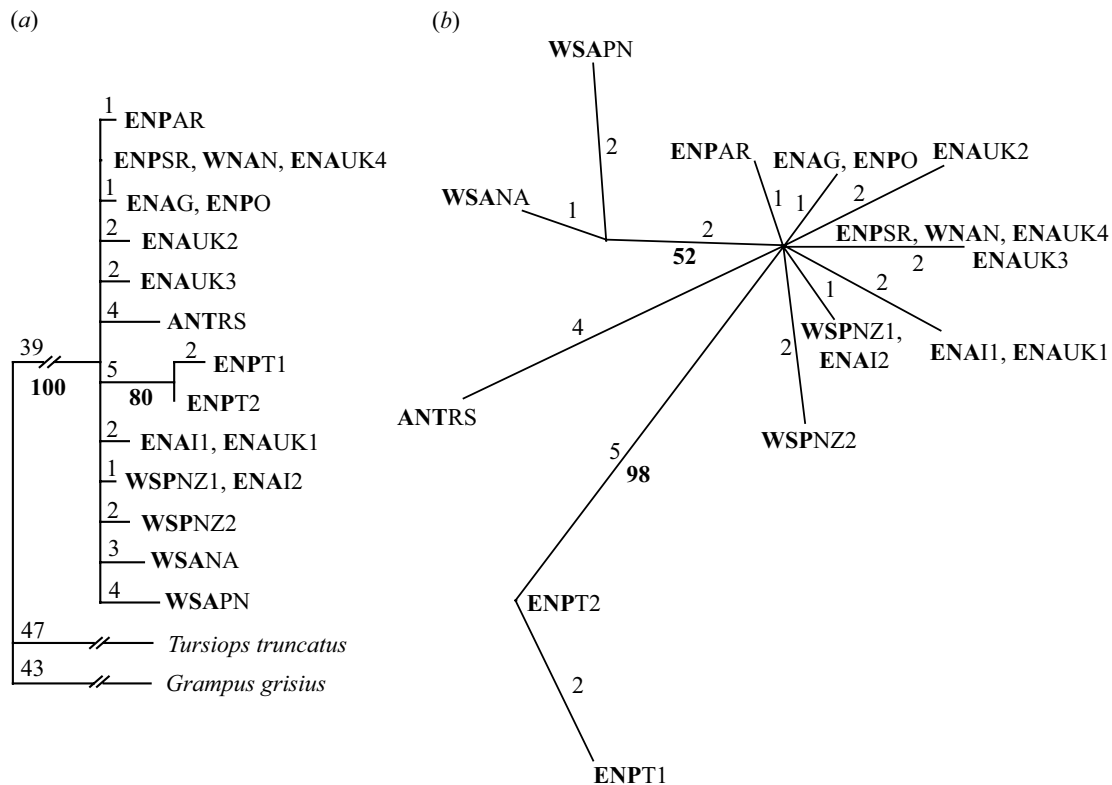 (a)
1
ENPAR
ENPSR, WNAN, ENAUK4
1
ENAG, ENPO
2
ENAUK2
2
ENAUK3
4
ANTRS
39
100
2
ENPT1
5
80
ENPT2
2
ENAI1, ENAUK1
1
WSPNZ1, ENAI2
2
WSPNZ2
3
WSANA
4
WSAPN
47
Tursiops truncatus
43
Grampus grisius
(b)
WSAPN
2
ENPAR
1
ENAG, ENPO
1
ENAUK2
2
WSANA
1
2
52
ENPSR, WNAN, ENAUK4
2
ENAUK3
2
ENAI1, ENAUK1
1
WSPNZ1,
ENAI2
2
WSPNZ2
4
ANTRS
5
98
ENPT2
2
ENPT1